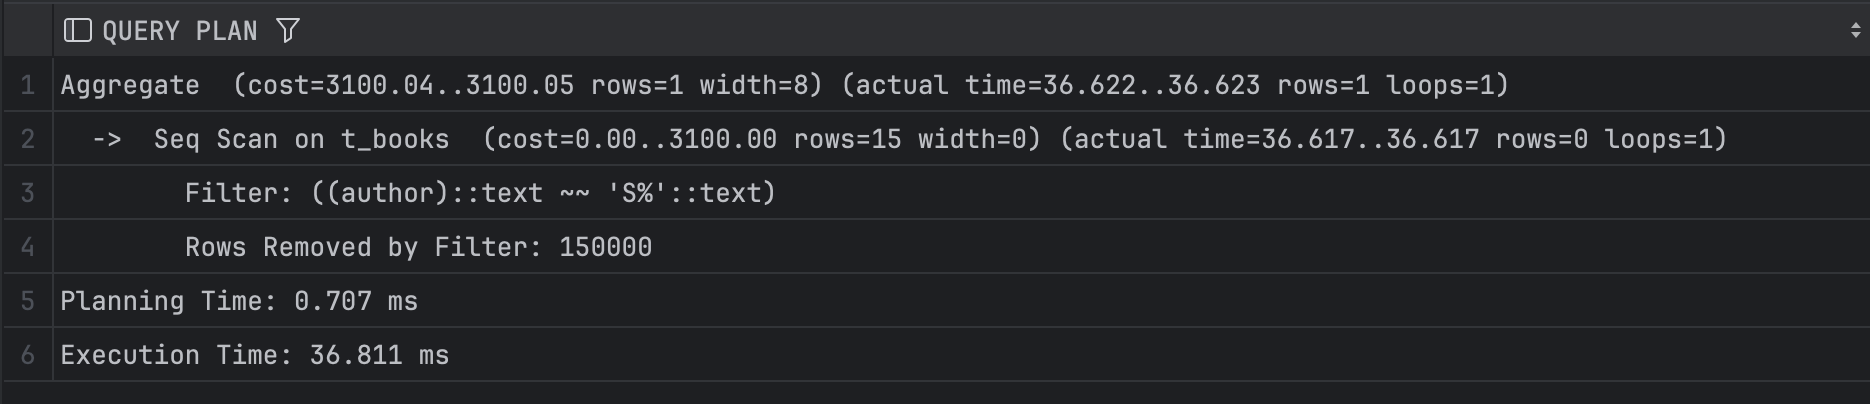 QUERY PLAN
1 Aggregate  (cost=3100.04..3100.05 rows=1 width=8) (actual time=36.622..36.623 rows=1 loops=1)
2   ->  Seq Scan on t_books  (cost=0.00..3100.00 rows=15 width=0) (actual time=36.617..36.617 rows=0 loops=1)
3         Filter: ((author)::text ~~ 'S%'::text)
4         Rows Removed by Filter: 150000
5 Planning Time: 0.707 ms
6 Execution Time: 36.811 ms